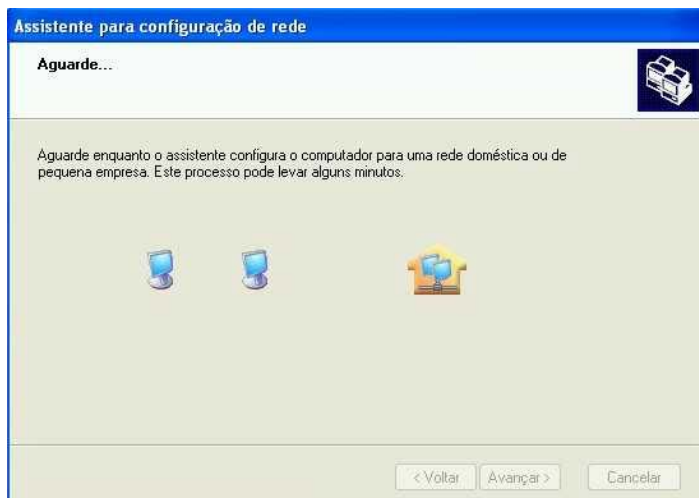 Assistente para configuração de rede
Aguarde...
Aguarde enquanto o assistente configura o computador para uma rede doméstica ou de
pequena empresa. Este processo pode levar alguns minutos.
< Voltar
Avançar >
Cancelar